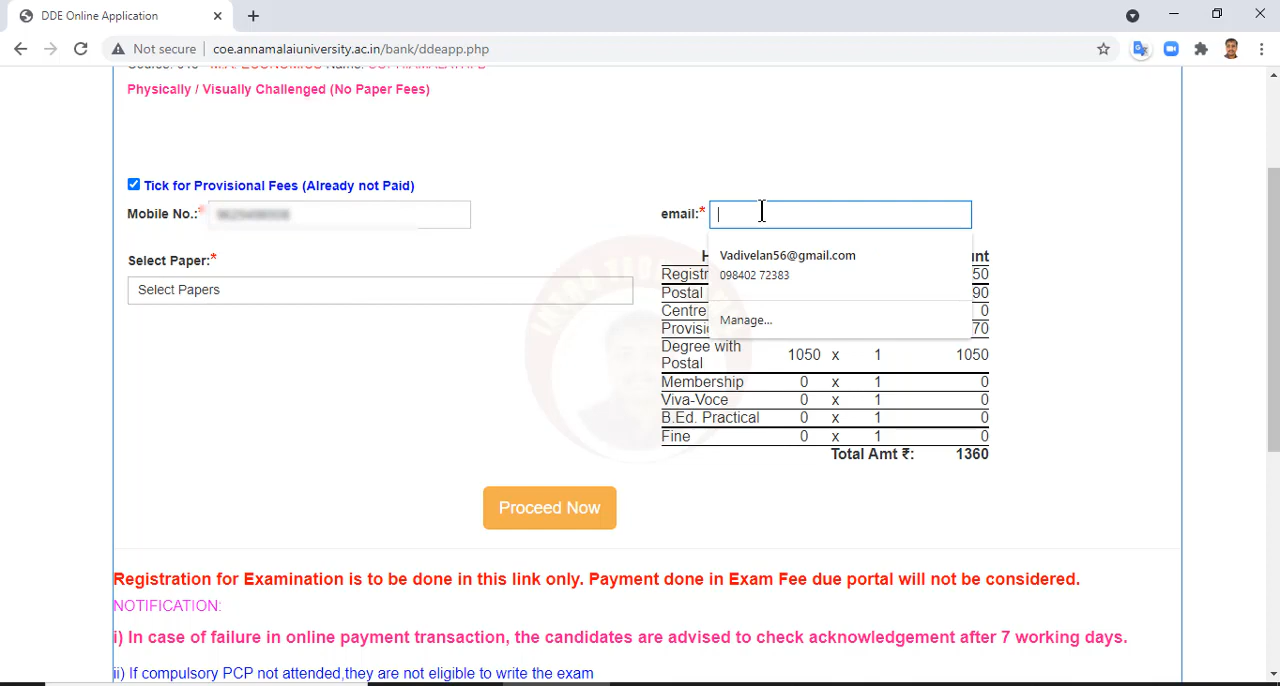 DDE Online Application
Not secure coe.annamalaiuniversity.ac.in/bank/ddeapp.php
Physically / Visually Challenged (No Paper Fees)
Tick for Provisional Fees (Already not Paid)
Mobile No.:* email:*
Select Paper:*
Select Papers
Vadivelan56@gmail.com
098402 72383
Manage...
Regist 50
Postal 90
Centre 0
Provisi 70
Degree with Postal 1050 x 1 1050
Membership 0 x 1 0
Viva-Voce 0 x 1 0
B.Ed. Practical 0 x 1 0
Fine 0 x 1 0
Total Amt ₹: 1360
Proceed Now
Registration for Examination is to be done in this link only. Payment done in Exam Fee due portal will not be considered.
NOTIFICATION:
i) In case of failure in online payment transaction, the candidates are advised to check acknowledgement after 7 working days.
ii) If compulsory PCP not attended,they are not eligible to write the exam